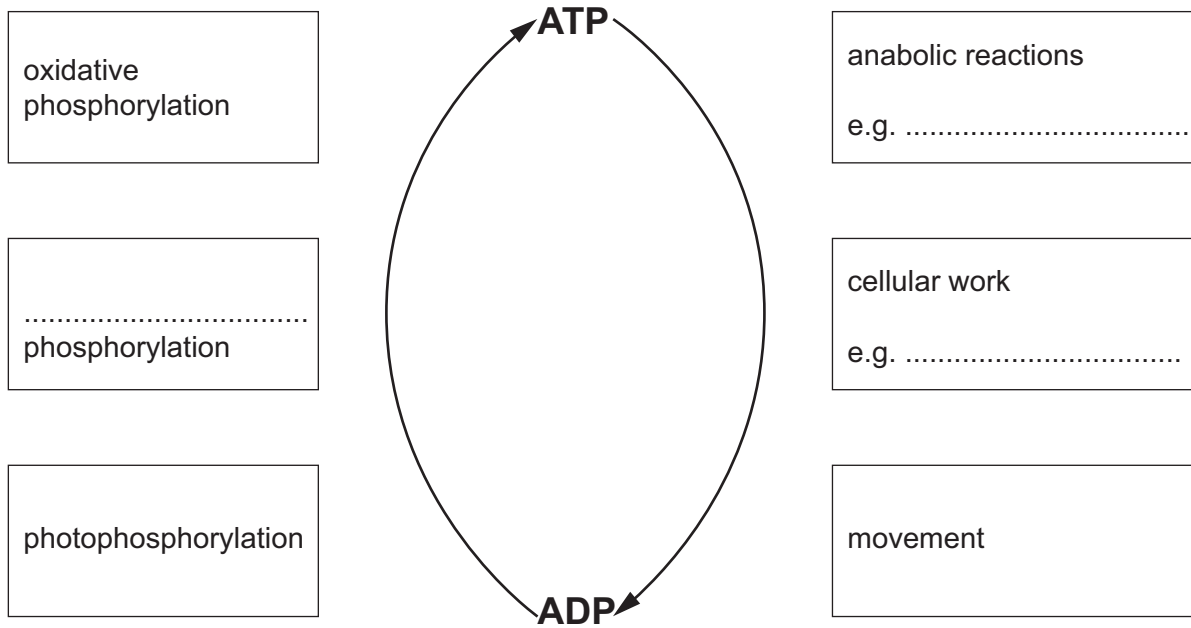 ATP
oxidative
phosphorylation
anabolic reactions
e.g. ...................................
...................................
phosphorylation
cellular work
e.g. ..................................
photophosphorylation
movement
ADP